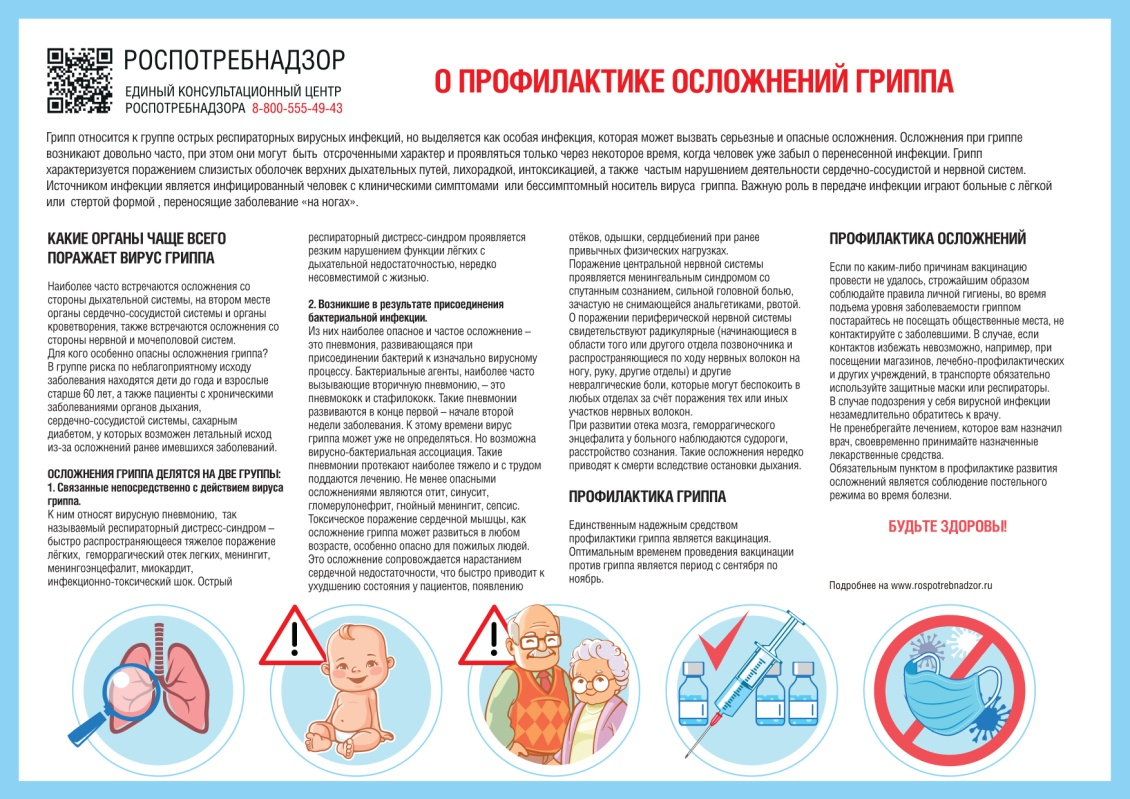 РОСПОТРЕБНАДЗОР
ЕДИНЫЙ КОНСУЛЬТАЦИОННЫЙ ЦЕНТР
РОСПОТРЕБНАДЗОРА 8-800-555-49-43
О ПРОФИЛАКТИКЕ ОСЛОЖНЕНИЙ ГРИППА
Грипп относится к группе острых респираторных вирусных инфекций, но выделяется как особая инфекция, которая может вызвать серьезные и опасные осложнения. Осложнения при гриппе
возникают довольно часто, при этом они могут быть отсроченными характер и проявляться только через некоторое время, когда человек уже забыл о перенесенной инфекции. Грипп
характеризуется поражением слизистых оболочек верхних дыхательных путей, лихорадкой, интоксикацией, а также частым нарушением деятельности сердечно-сосудистой и нервной систем.
Источником инфекции является инфицированный человек с клиническими симптомами или бессимптомный носитель вируса гриппа. Важную роль в передаче инфекции играют больные с лёгкой
или стертой формой , переносящие заболевание «на ногах».
КАКИЕ ОРГАНЫ ЧАЩЕ ВСЕГО
ПОРАЖАЕТ ВИРУС ГРИППА
Наиболее часто встречаются осложнения со
стороны дыхательной системы, на втором месте
органы сердечно-сосудистой системы и органы
кроветворения, также встречаются осложнения со
стороны нервной и мочеполовой систем.
Для кого особенно опасны осложнения гриппа?
В группе риска по неблагоприятному исходу
заболевания находятся дети до года и взрослые
старше 60 лет, а также пациенты с хроническими
заболеваниями органов дыхания,
сердечно-сосудистой системы, сахарным
диабетом, у которых возможен летальный исход
из-за осложнений ранее имевшихся заболеваний.
ОСЛОЖНЕНИЯ ГРИППА ДЕЛЯТСЯ НА ДВЕ ГРУППЫ:
1. Связанные непосредственно с действием вируса
гриппа.
К ним относят вирусную пневмонию, так
называемый респираторный дистресс-синдром –
быстро распространяющееся тяжелое поражение
лёгких, геморрагический отек легких, менингит,
менингоэнцефалит, миокардит,
инфекционно-токсический шок. Острый
респираторный дистресс-синдром проявляется
резким нарушением функции лёгких с
дыхательной недостаточностью, нередко
несовместимой с жизнью.
2. Возникшие в результате присоединения
бактериальной инфекции.
Из них наиболее опасное и частое осложнение –
это пневмония, развивающаяся при
присоединении бактерий к изначально вирусному
процессу. Бактериальные агенты, наиболее часто
вызывающие вторичную пневмонию, – это
пневмококк и стафилококк. Такие пневмонии
развиваются в конце первой – начале второй
недели заболевания. К этому времени вирус
гриппа может уже не определяться. Но возможна
вирусно-бактериальная ассоциация. Такие
пневмонии протекают наиболее тяжело и с трудом
поддаются лечению. Не менее опасными
осложнениями являются отит, синусит,
гломерулонефрит, гнойный менингит, сепсис.
Токсическое поражение сердечной мышцы, как
осложнение гриппа может развиться в любом
возрасте, особенно опасно для пожилых людей.
Это осложнение сопровождается нарастанием
сердечной недостаточности, что быстро приводит к
ухудшению состояния у пациентов, появлению
отёков, одышки, сердцебиений при ранее
привычных физических нагрузках.
Поражение центральной нервной системы
проявляется менингеальным синдромом со
спутанным сознанием, сильной головной болью,
зачастую не снимающейся анальгетиками, рвотой.
О поражении периферической нервной системы
свидетельствуют радикулярные (начинающиеся в
области того или другого отдела позвоночника и
распространяющиеся по ходу нервных волокон на
ногу, руку, другие отделы) и другие
невралгические боли, которые могут беспокоить в
любых отделах за счёт поражения тех или иных
участков нервных волокон.
При развитии отека мозга, геморрагического
энцефалита у больного наблюдаются судороги,
расстройство сознания. Такие осложнения нередко
приводят к смерти вследствие остановки дыхания.
ПРОФИЛАКТИКА ГРИППА
Единственным надежным средством
профилактики гриппа является вакцинация.
Оптимальным временем проведения вакцинации
против гриппа является период с сентября по
ноябрь.
ПРОФИЛАКТИКА ОСЛОЖНЕНИЙ
Если по каким-либо причинам вакцинацию
провести не удалось, строжайшим образом
соблюдайте правила личной гигиены, во время
подъема уровня заболеваемости гриппом
постарайтесь не посещать общественные места, не
контактируйте с заболевшими. В случае, если
контактов избежать невозможно, например, при
посещении магазинов, лечебно-профилактических
и других учреждений, в транспорте обязательно
используйте защитные маски или респираторы.
В случае подозрения у себя вирусной инфекции
незамедлительно обратитесь к врачу.
Не пренебрегайте лечением, которое вам назначил
врач, своевременно принимайте назначенные
лекарственные средства.
Обязательным пунктом в профилактике развития
осложнений является соблюдение постельного
режима во время болезни.
БУДЬТЕ ЗДОРОВЫ!
Подробнее на www.rospotrebnadzor.ru